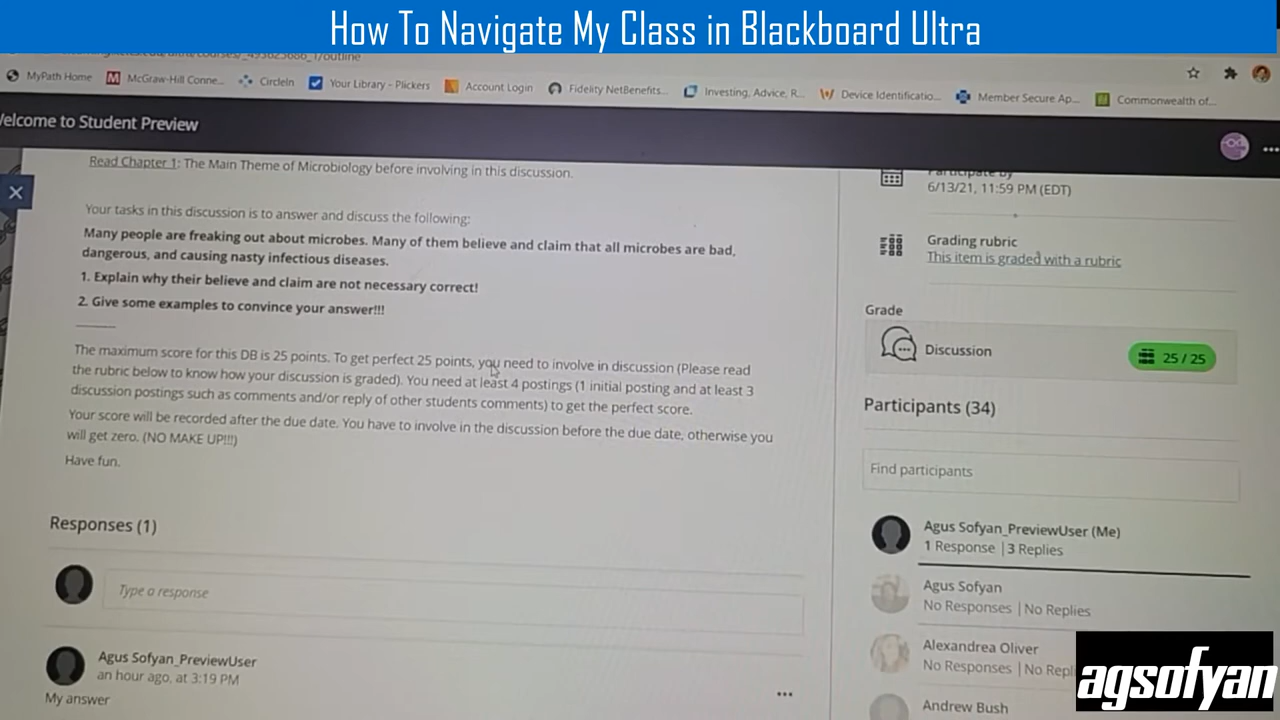 How To Navigate My Class in Blackboard Ultra
MyPath Home
McGraw-Hill Conne...
CircleIn
Your Library - Plickers
Account Login
Fidelity NetBenefits...
Investing, Advice, R...
Device Identificatio...
Member Secure Ap...
Commonwealth of...
elcome to Student Preview
Read Chapter 1: The Main Theme of Microbiology before involving in this discussion.
Your tasks in this discussion is to answer and discuss the following:
Many people are freaking out about microbes. Many of them believe and claim that all microbes are bad,
dangerous, and causing nasty infectious diseases.
1. Explain why their believe and claim are not necessary correct!
2. Give some examples to convince your answer!!!
The maximum score for this DB is 25 points. To get perfect 25 points, you need to involve in discussion (Please read
the rubric below to know how your discussion is graded). You need at least 4 postings (1 initial posting and at least 3
discussion postings such as comments and/or reply of other students comments) to get the perfect score.
Your score will be recorded after the due date. You have to involve in the discussion before the due date, otherwise you
will get zero. (NO MAKE UP!!!)
Have fun.
Responses (1)
Type a response
Agus Sofyan_PreviewUser
an hour ago, at 3:19 PM
My answer
Participate by
6/13/21, 11:59 PM (EDT)
Grading rubric
This item is graded with a rubric
Grade
Discussion
25 / 25
Participants (34)
Find participants
Agus Sofyan_PreviewUser (Me)
1 Response | 3 Replies
Agus Sofyan
No Responses | No Replies
Alexandrea Oliver
No Responses | No Repli
Andrew Bush
agsofyan